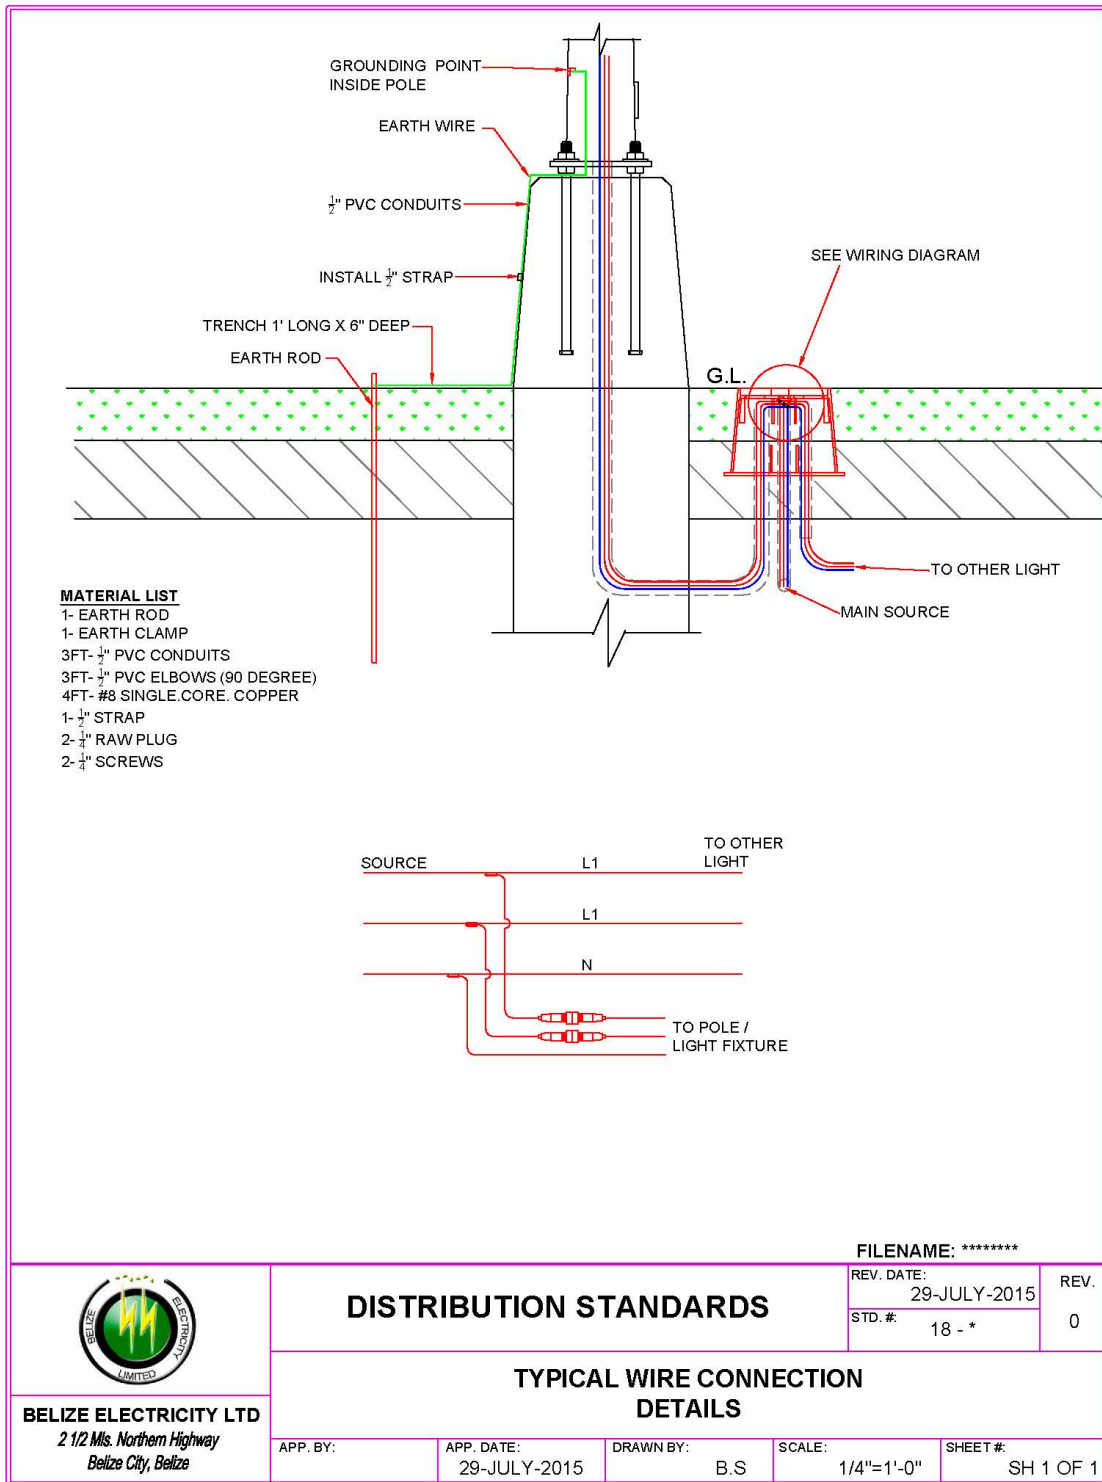 GROUNDING POINT
INSIDE POLE
EARTH WIRE
1/2" PVC CONDUITS
INSTALL 1/2" STRAP
TRENCH 1' LONG X 6" DEEP
EARTH ROD
SEE WIRING DIAGRAM
G.L.
TO OTHER LIGHT
MAIN SOURCE
MATERIAL LIST
1- EARTH ROD
1- EARTH CLAMP
3FT- 1/2" PVC CONDUITS
3FT- 1/2" PVC ELBOWS (90 DEGREE)
4FT- #8 SINGLE.CORE. COPPER
1- 1/2" STRAP
2- 1/4" RAW PLUG
2- 1/4" SCREWS
SOURCE
L1
TO OTHER
LIGHT
L1
N
TO POLE /
LIGHT FIXTURE
FILENAME: ********
BELIZE ELECTRICITY
LIMITED
DISTRIBUTION STANDARDS
REV. DATE:
29-JULY-2015
STD. #:
18 - *
REV.
0
TYPICAL WIRE CONNECTION
DETAILS
BELIZE ELECTRICITY LTD
2 1/2 Mls. Northern Highway
Belize City, Belize
APP. BY:
APP. DATE:
29-JULY-2015
DRAWN BY:
B.S
SCALE:
1/4"=1'-0"
SHEET #:
SH 1 OF 1